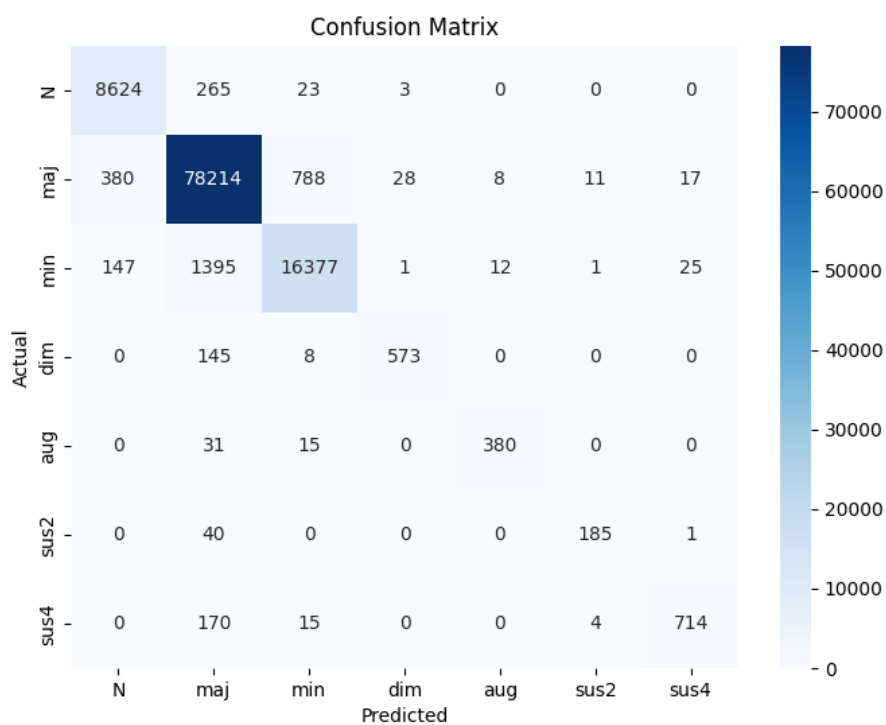 Confusion Matrix
N 8624 265 23 3 0 0 0
maj 380 78214 788 28 8 11 17
min 147 1395 16377 1 12 1 25
dim 0 145 8 573 0 0 0
aug 0 31 15 0 380 0 0
sus2 0 40 0 0 0 185 1
sus4 0 170 15 0 0 4 714
N maj min dim aug sus2 sus4
Predicted
Actual
70000
60000
50000
40000
30000
20000
10000
0